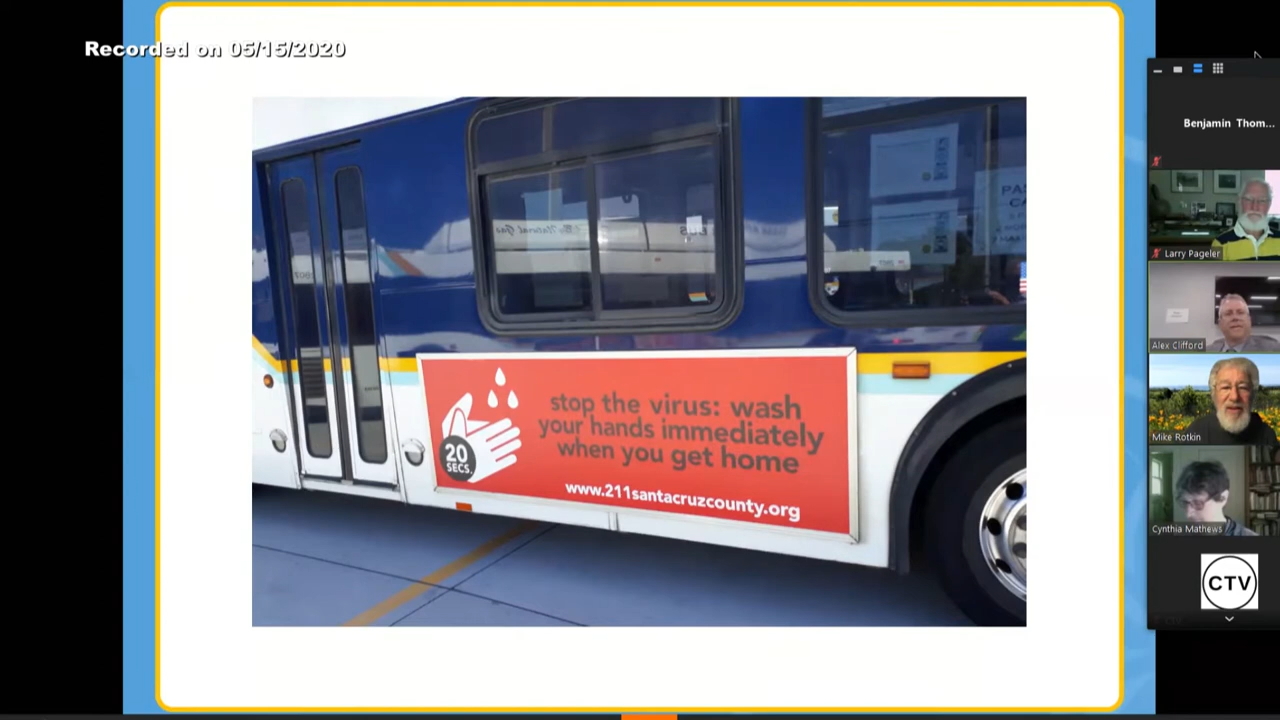 Recorded on 05/15/2020
Benjamin Thom...
Larry Pageler
Alex Clifford
Mike Rotkin
Cynthia Mathews
CTV
stop the virus: wash
your hands immediately
when you get home
20
SECS.
www.211santacruzcounty.org